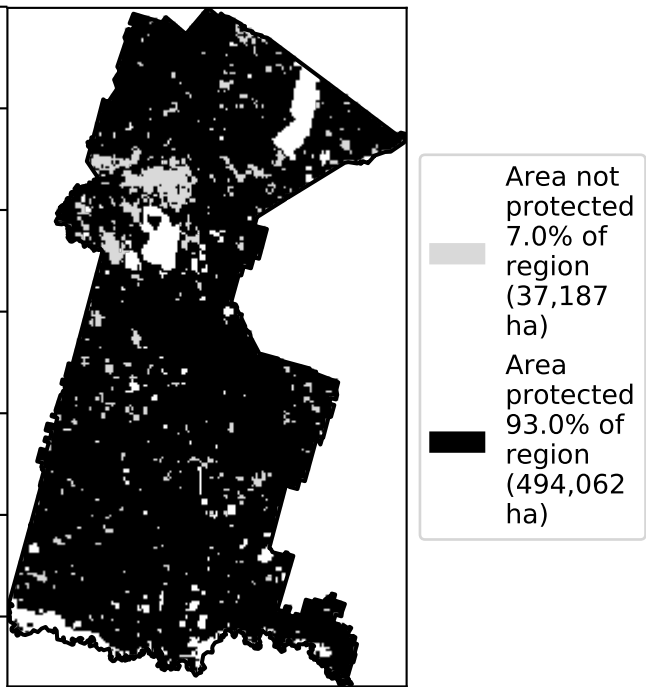 Area not
protected
7.0% of
region
(37,187
ha)
Area
protected
93.0% of
region
(494,062
ha)